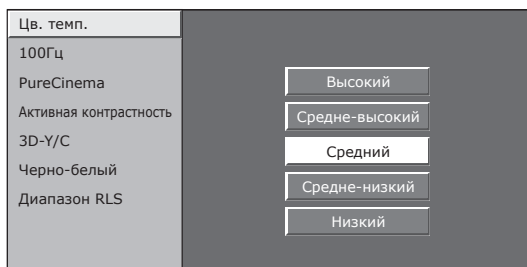 Цв. темп.
100Гц
PureCinema
Активная контрастность
3D-Y/C
Черно-белый
Диапазон RLS
Высокий
Средне-высокий
Средний
Средне-низкий
Низкий